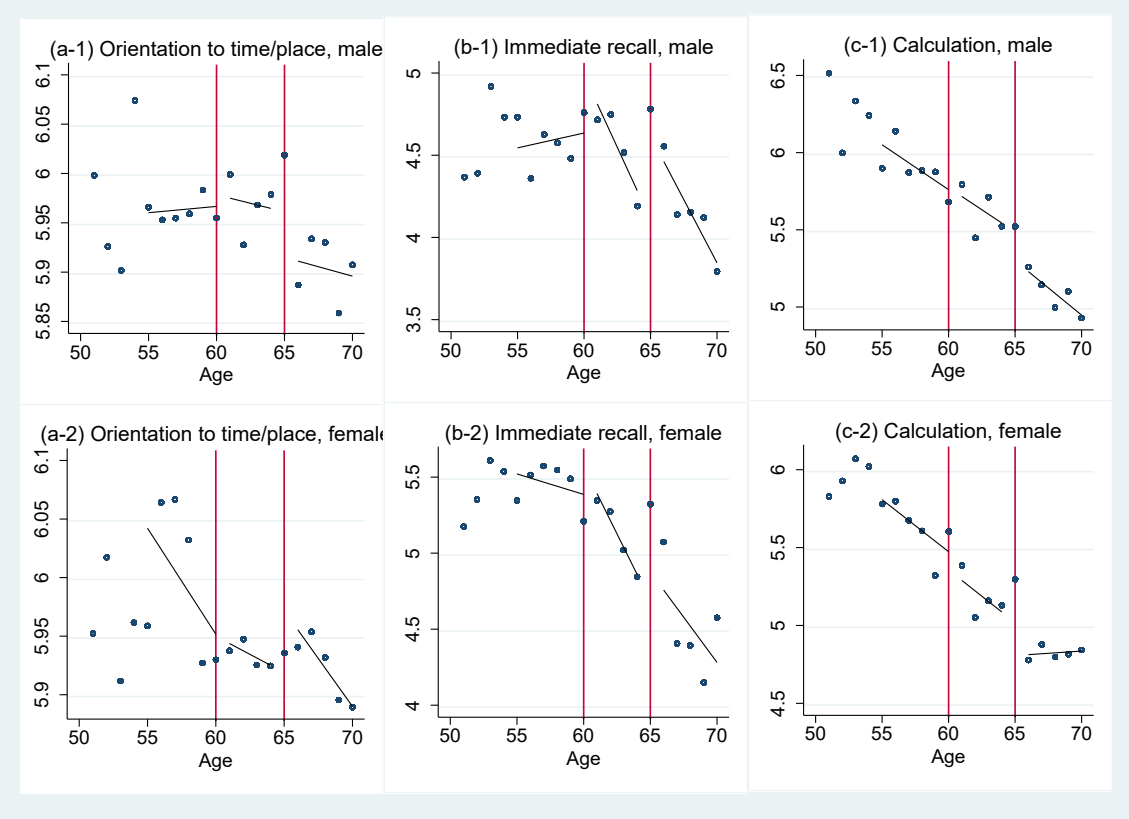 (a-1) Orientation to time/place, male
6.1
6.05
6
5.95
5.9
5.85
50 55 60 65 70
Age
(b-1) Immediate recall, male
5
4.5
4
3.5
50 55 60 65 70
Age
(c-1) Calculation, male
6.5
6
5.5
5
50 55 60 65 70
Age
(a-2) Orientation to time/place, female
6.1
6.05
6
5.95
5.9
50 55 60 65 70
Age
(b-2) Immediate recall, female
5.5
5
4.5
4
50 55 60 65 70
Age
(c-2) Calculation, female
6
5.5
5
4.5
50 55 60 65 70
Age